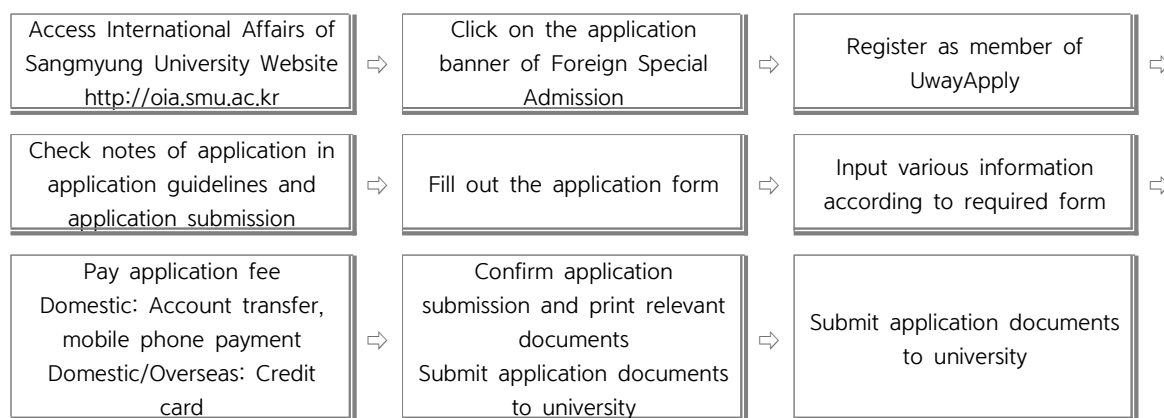 Access International Affairs of
Sangmyung University Website
http://oia.smu.ac.kr
⇨
Click on the application
banner of Foreign Special
Admission
⇨
Register as member of
UwayApply
⇨
Check notes of application in
application guidelines and
application submission
⇨
Fill out the application form
⇨
Input various information
according to required form
⇨
Pay application fee
Domestic: Account transfer,
mobile phone payment
Domestic/Overseas: Credit
card
⇨
Confirm application
submission and print relevant
documents
Submit application documents
to university
⇨
Submit application documents
to university